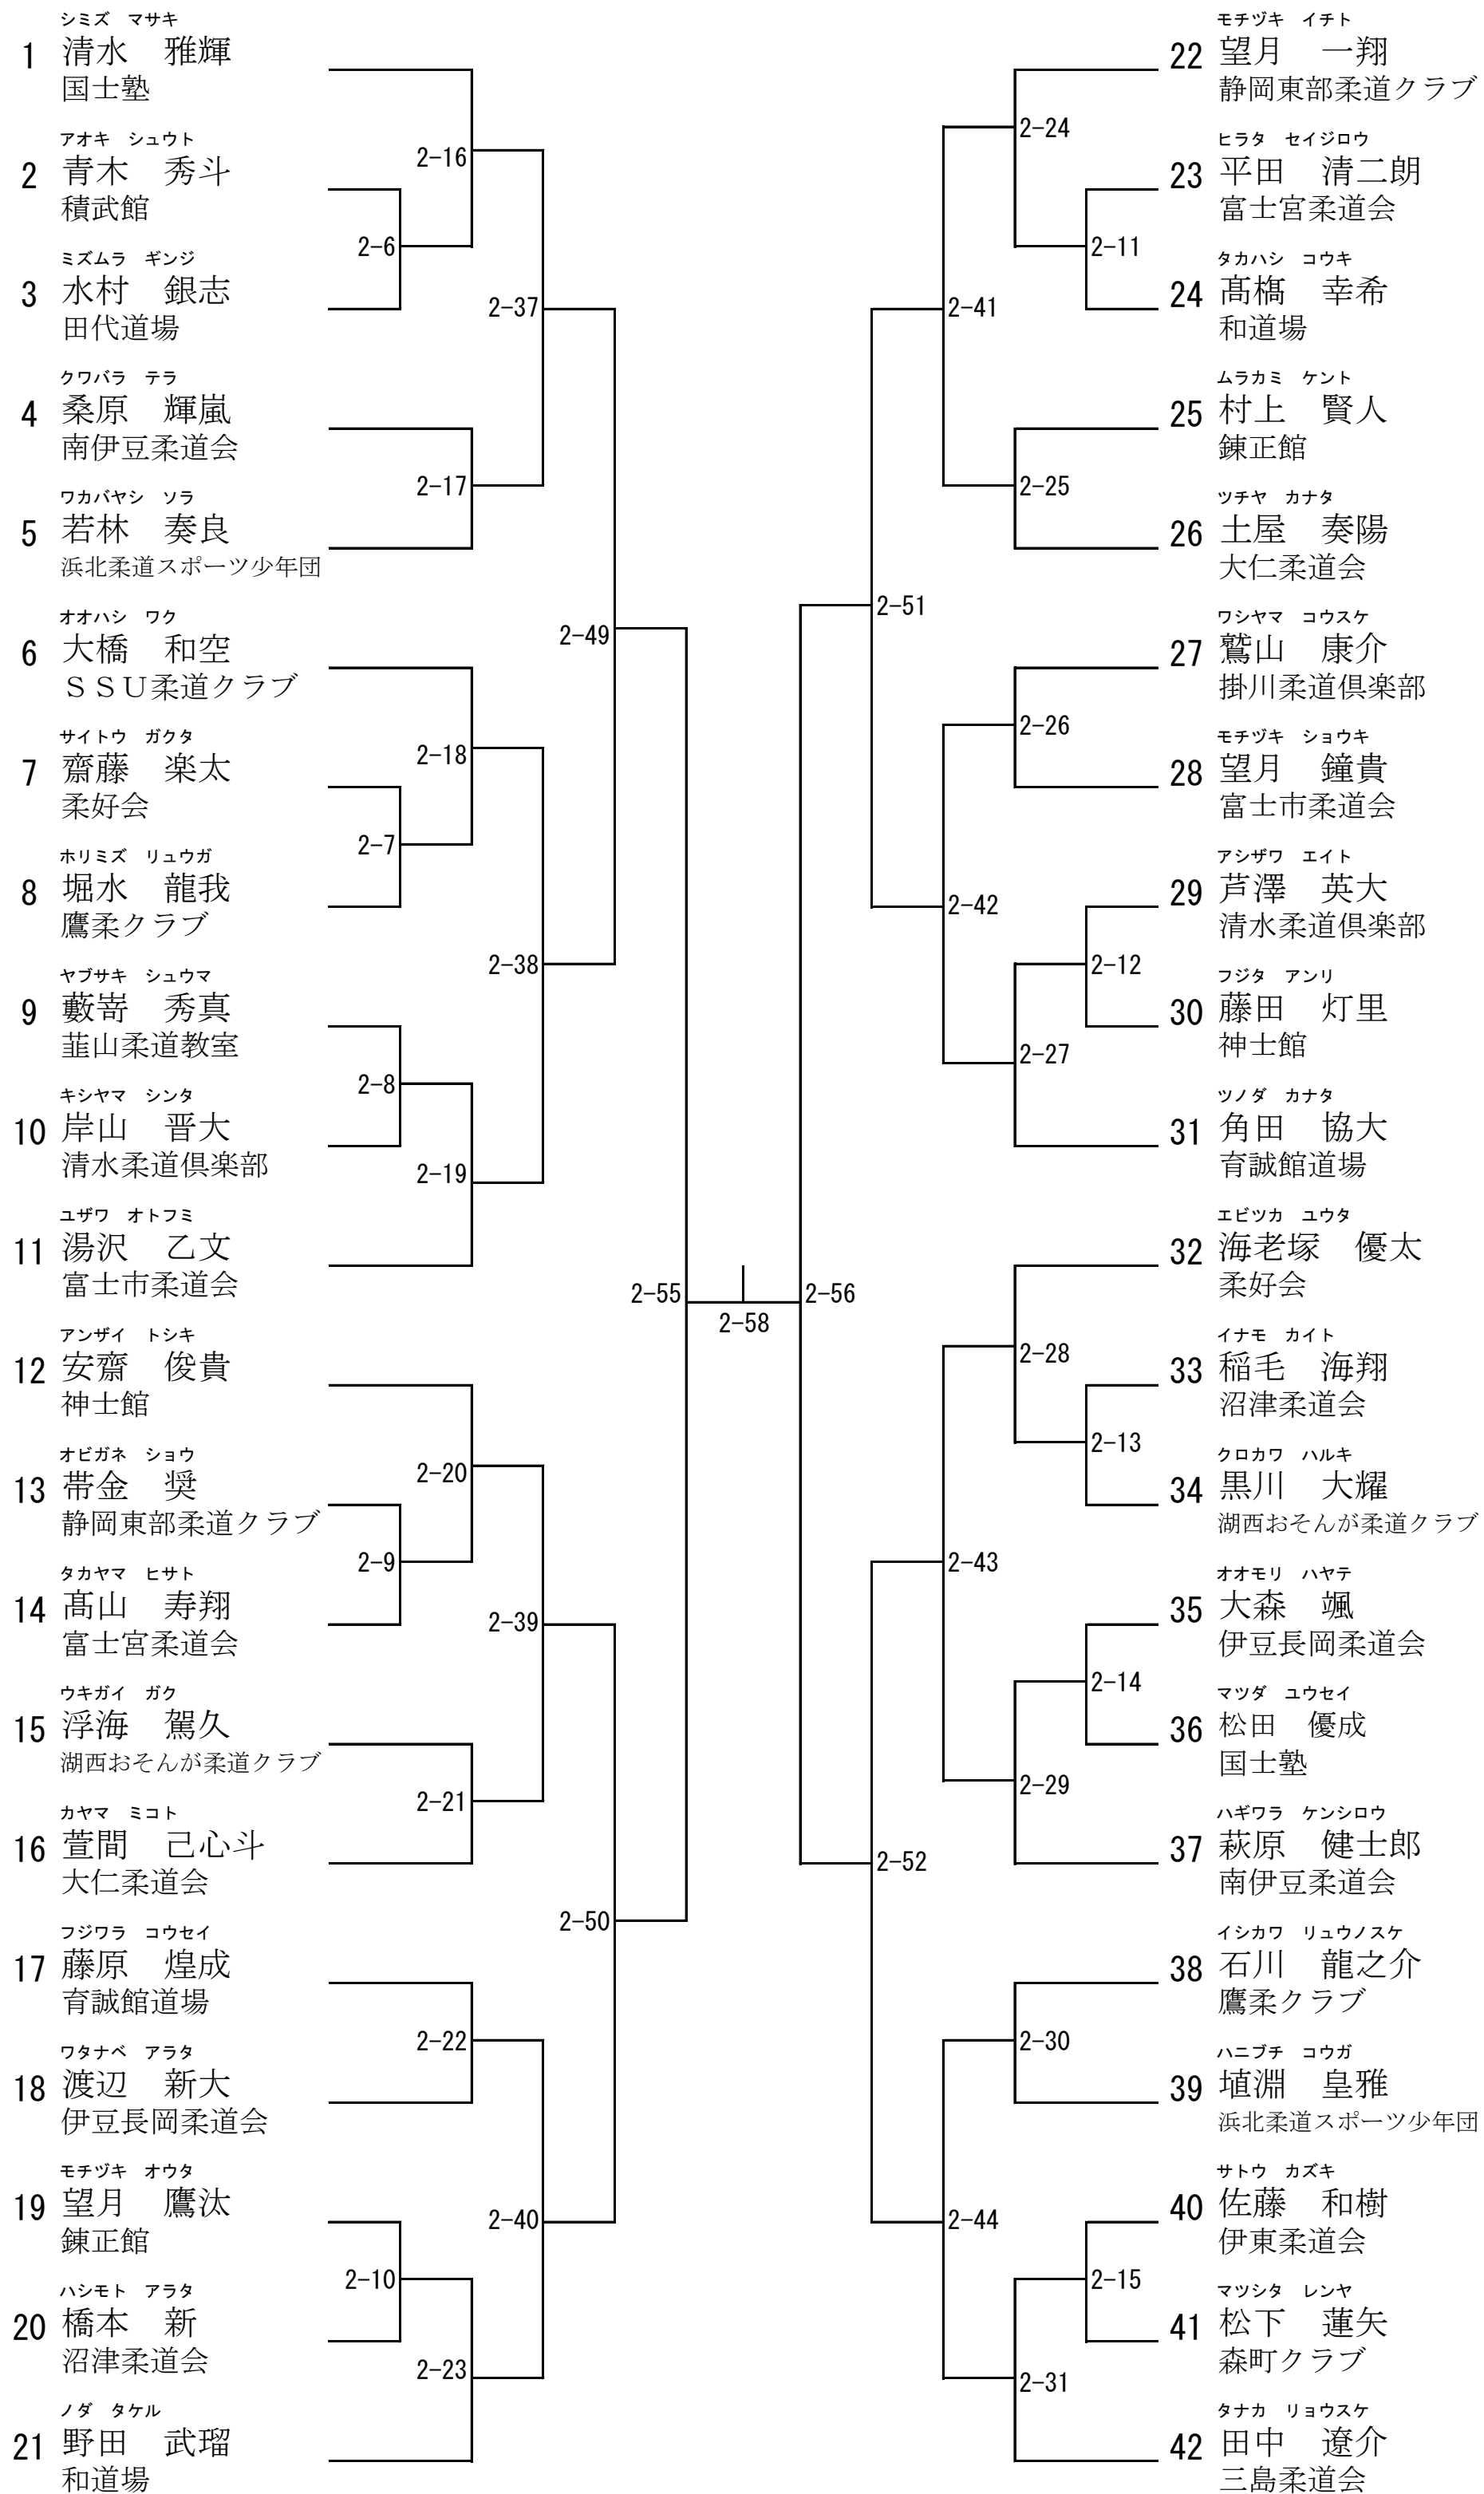 シミズ　マサキ
1 清水　雅輝
国士塾
アオキ　シュウト
2 青木　秀斗
積武館
ミズムラ　ギンジ
3 水村　銀志
田代道場
クワバラ　テラ
4 桑原　輝嵐
南伊豆柔道会
ワカバヤシ　ソラ
5 若林　奏良
浜北柔道スポーツ少年団
オオハシ　ワク
6 大橋　和空
ＳＳＵ柔道クラブ
サイトウ　ガクタ
7 齋藤　楽太
柔好会
ホリミズ　リュウガ
8 堀水　龍我
鷹柔クラブ
ヤブサキ　シュウマ
9 藪嵜　秀真
韮山柔道教室
キシヤマ　シンタ
10 岸山　晋大
清水柔道倶楽部
ユザワ　オトフミ
11 湯沢　乙文
富士市柔道会
アンザイ　トシキ
12 安齋　俊貴
神士館
オビガネ　ショウ
13 帯金　奨
静岡東部柔道クラブ
タカヤマ　ヒサト
14 髙山　寿翔
富士宮柔道会
ウキガイ　ガク
15 浮海　駕久
湖西おそんが柔道クラブ
カヤマ　ミコト
16 萱間　己心斗
大仁柔道会
フジワラ　コウセイ
17 藤原　煌成
育誠館道場
ワタナベ　アラタ
18 渡辺　新大
伊豆長岡柔道会
モチヅキ　オウタ
19 望月　鷹汰
錬正館
ハシモト　アラタ
20 橋本　新
沼津柔道会
ノダ　タケル
21 野田　武瑠
和道場
2-6
2-7
2-8
2-9
2-10
2-16
2-17
2-18
2-19
2-20
2-21
2-22
2-23
2-37
2-38
2-39
2-40
2-49
2-50
2-55
2-58
2-56
2-51
2-52
2-41
2-42
2-43
2-44
2-24
2-25
2-26
2-27
2-28
2-29
2-30
2-31
2-11
2-12
2-13
2-14
2-15
モチヅキ　イチト
22 望月　一翔
静岡東部柔道クラブ
ヒラタ　セイジロウ
23 平田　清二朗
富士宮柔道会
タカハシ　コウキ
24 髙槗　幸希
和道場
ムラカミ　ケント
25 村上　賢人
錬正館
ツチヤ　カナタ
26 土屋　奏陽
大仁柔道会
ワシヤマ　コウスケ
27 鷲山　康介
掛川柔道倶楽部
モチヅキ　ショウキ
28 望月　鐘貴
富士市柔道会
アシザワ　エイト
29 芦澤　英大
清水柔道倶楽部
フジタ　アンリ
30 藤田　灯里
神士館
ツノダ　カナタ
31 角田　協大
育誠館道場
エビツカ　ユウタ
32 海老塚　優太
柔好会
イナモ　カイト
33 稲毛　海翔
沼津柔道会
クロカワ　ハルキ
34 黒川　大耀
湖西おそんが柔道クラブ
オオモリ　ハヤテ
35 大森　颯
伊豆長岡柔道会
マツダ　ユウセイ
36 松田　優成
国士塾
ハギワラ　ケンシロウ
37 萩原　健士郎
南伊豆柔道会
イシカワ　リュウノスケ
38 石川　龍之介
鷹柔クラブ
ハニブチ　コウガ
39 埴淵　皇雅
浜北柔道スポーツ少年団
サトウ　カズキ
40 佐藤　和樹
伊東柔道会
マツシタ　レンヤ
41 松下　蓮矢
森町クラブ
タナカ　リョウスケ
42 田中　遼介
三島柔道会